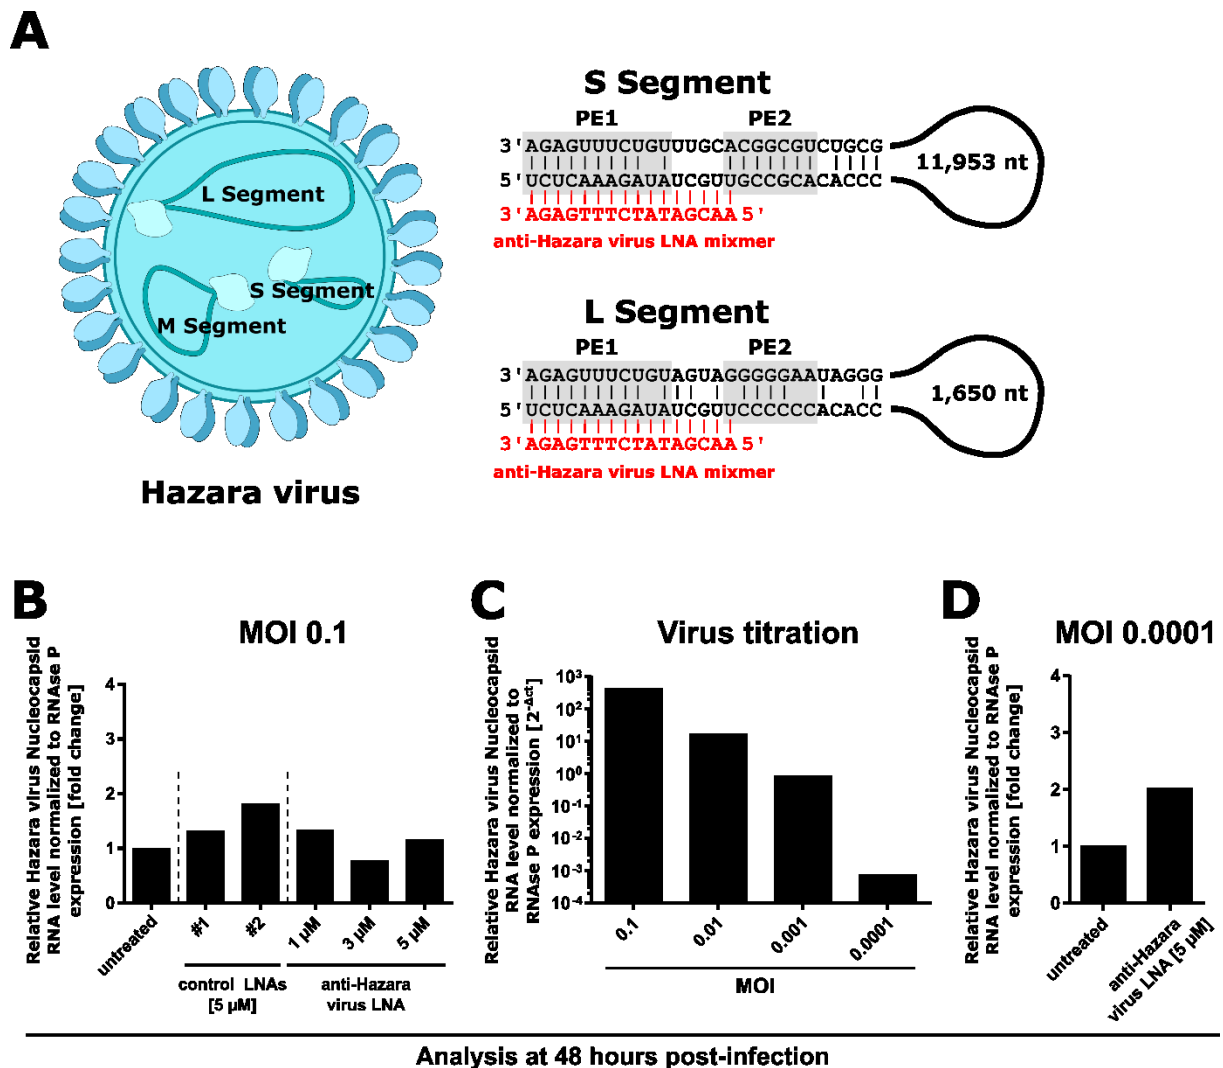 A
L Segment
S Segment
M Segment
Hazara virus
S Segment
PE1 PE2
3'AGAGUUUCUGUUUGCACGGCGUCUGCG
5'UCUCAAAGAUAUCGUUGCCGCACACCC
3'AGAGTTTCTATAGCAA5'
anti-Hazara virus LNA mixmer
11,953 nt
L Segment
PE1 PE2
3'AGAGUUUCUGUAGUAGGGGGAAUAGGG
5'UCUCAAAGAUAUCGUUCCCCCCACACC
3'AGAGTTTCTATAGCAA5'
anti-Hazara virus LNA mixmer
1,650 nt
B
MOI 0.1
Relative Hazara virus Nucleocapsid
RNA level normalized to RNAse P
expression [fold change]
4
3
2
1
0
untreated
#1
#2
1 µM
3 µM
5 µM
control LNAs
[5 µM]
anti-Hazara
virus LNA
C
Virus titration
Relative Hazara virus Nucleocapsid
RNA level normalized to
RNAse P expression [2-Δct]
10³
10²
10¹
10⁰
10⁻¹
10⁻²
10⁻³
10⁻⁴
0.1
0.01
0.001
0.0001
MOI
D
MOI 0.0001
Relative Hazara virus Nucleocapsid
RNA level normalized to RNAse P
expression [fold change]
4
3
2
1
0
untreated
anti-Hazara
virus LNA [5 µM]
Analysis at 48 hours post-infection